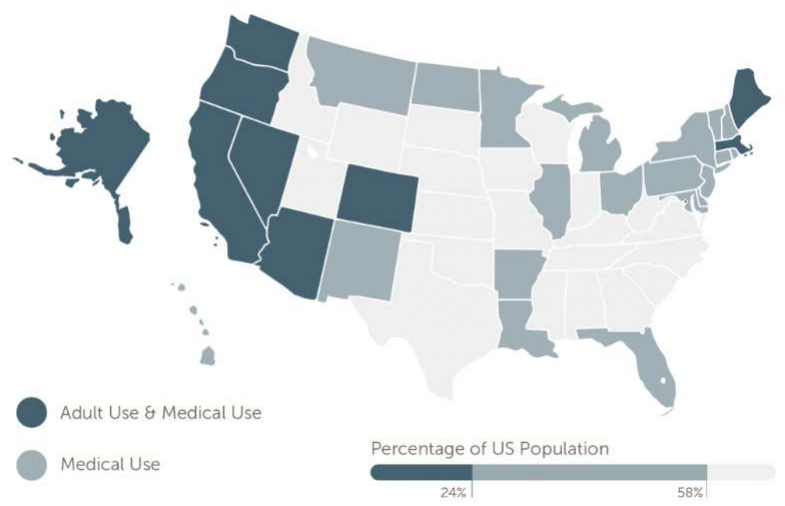 Adult Use & Medical Use
Medical Use
Percentage of US Population
24%
58%